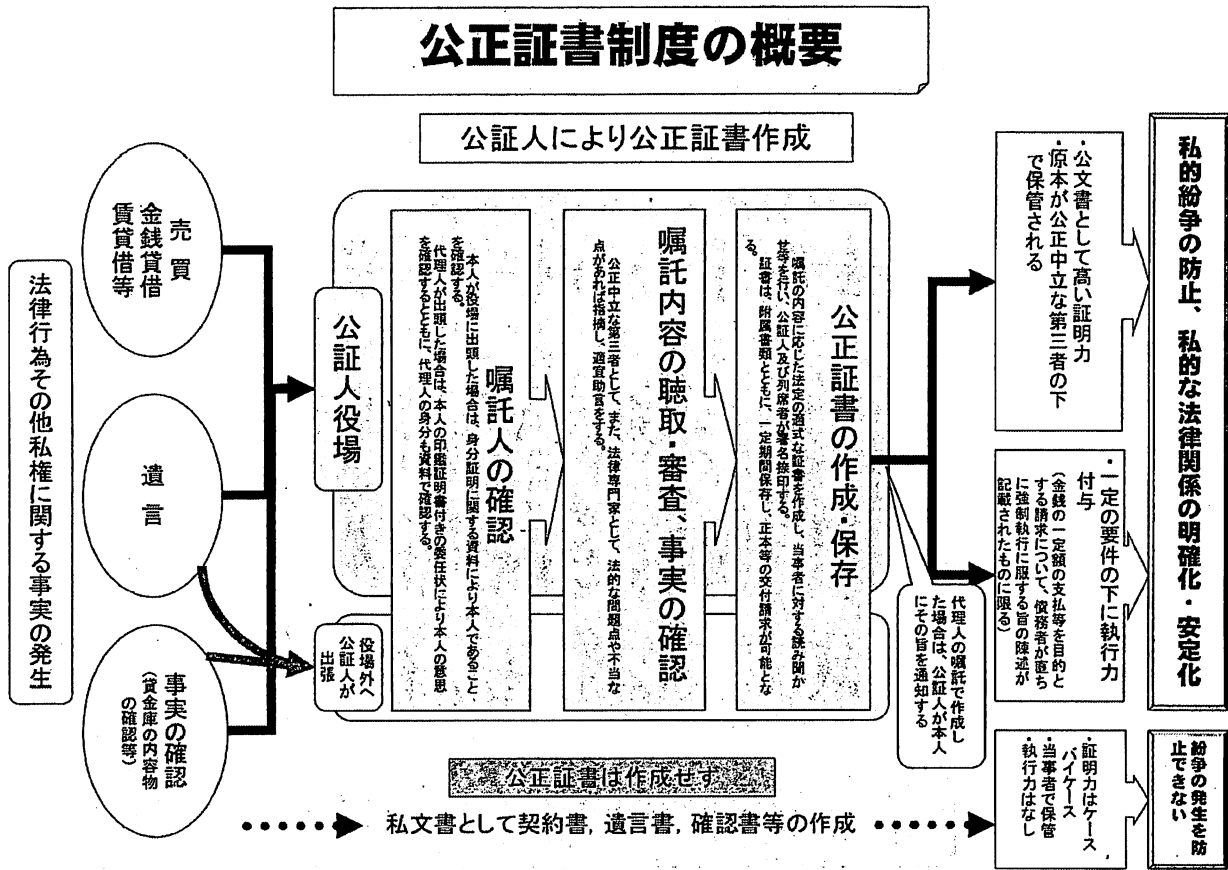 公正証書制度の概要
公証人により公正証書作成
法律行為その他私権に関する事実の発生
売買
金銭貸借
賃貸借等
遺言
事実の確認
(貸金庫の内容物
の確認等)
公証人役場
役場外へ
公証人が
出張
嘱託人の確認
本人が役場に出頭した場合は、身分証明に関する資料により本人であること
を確認する。
代理人が出頭した場合は、本人の印鑑証明書付きの委任状により本人の意思
を確認するとともに、代理人の身分も資料で確認する。
嘱託内容の聴取・審査、事実の確認
公正中立な第三者として、また、法律専門家として、法的な問題点や不当な
点があれば指摘し、適宜助言をする。
公正証書の作成・保存
嘱託の内容に応じた法定の適式な証書を作成し、当事者に対する読み聞か
せ等を行い、公証人及び列席者が署名捺印する。
証書は、附属書類とともに、一定期間保存し、正本等の交付請求が可能とな
る。
代理人の嘱託で作成し
た場合は、公証人が本人
にその旨を通知する
・公文書として高い証明力
・原本が公正中立な第三者の下
で保管される
・一定の要件の下に執行力
付与
(金銭の一定額の支払等を目的と
する請求について、債務者が直ち
に強制執行に服する旨の陳述が
記載されたものに限る)
私的紛争の防止、私的な法律関係の明確化・安定化
公正証書は作成せず
私文書として契約書,遺言書,確認書等の作成
・証明力はケース
バイケース
・当事者で保管
・執行力はなし
紛争の発生を防
止できない